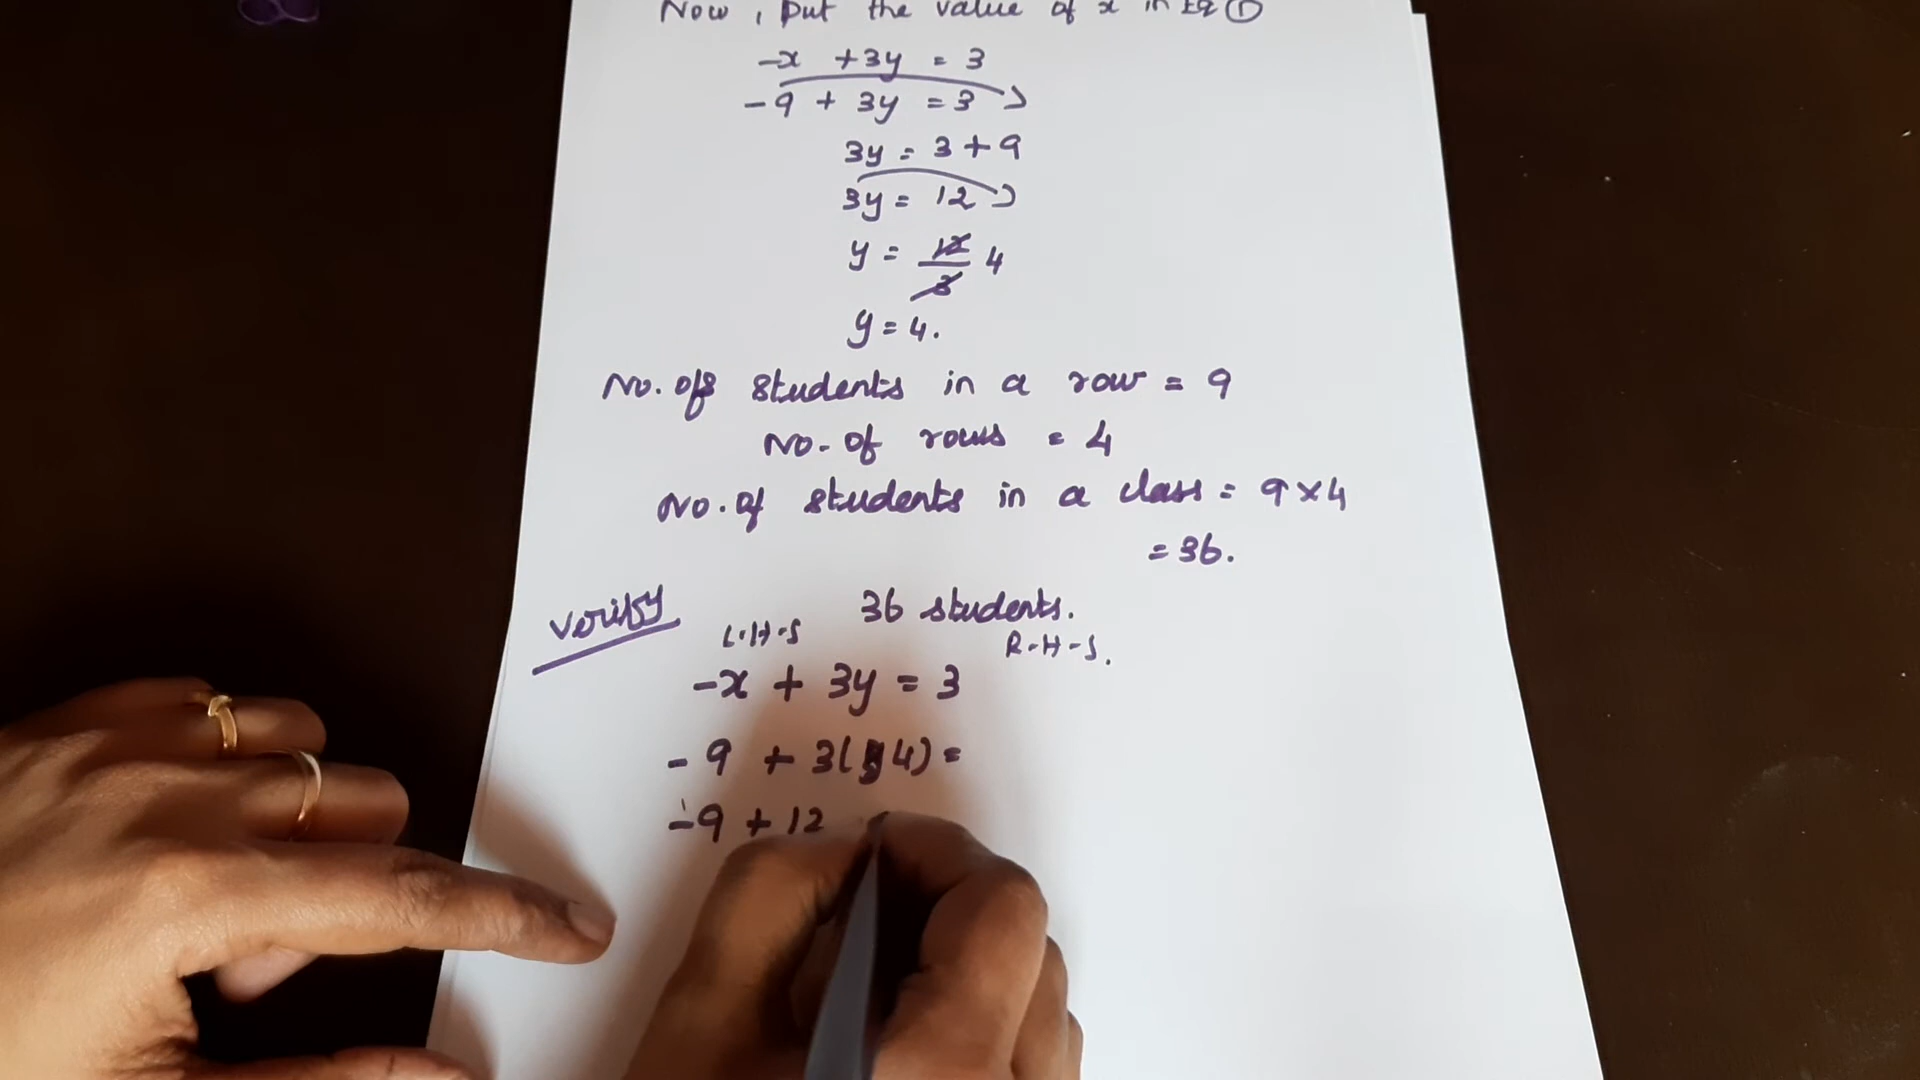 Now, put the value of x in Eq ①
-x + 3y = 3
-9 + 3y = 3
3y = 3 + 9
3y = 12
y = 12/3 4
y = 4.
No. of students in a row = 9
No. of rows = 4
No. of students in a class = 9 × 4
= 36.
36 students.
verify
L.H.S R.H.S.
-x + 3y = 3
-9 + 3(4) =
-9 + 12